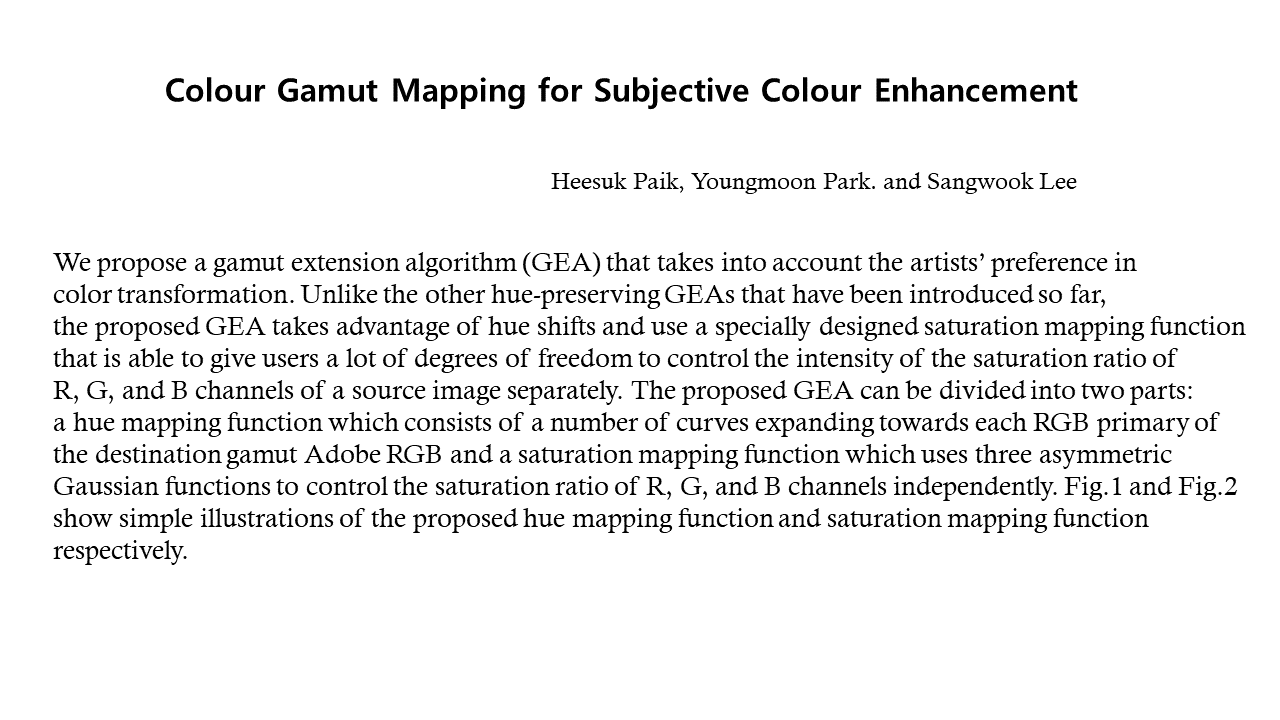 Colour Gamut Mapping for Subjective Colour Enhancement
Heesuk Paik, Youngmoon Park. and Sangwook Lee
We propose a gamut extension algorithm (GEA) that takes into account the artists’ preference in
color transformation. Unlike the other hue-preserving GEAs that have been introduced so far,
the proposed GEA takes advantage of hue shifts and use a specially designed saturation mapping function
that is able to give users a lot of degrees of freedom to control the intensity of the saturation ratio of
R, G, and B channels of a source image separately. The proposed GEA can be divided into two parts:
a hue mapping function which consists of a number of curves expanding towards each RGB primary of
the destination gamut Adobe RGB and a saturation mapping function which uses three asymmetric
Gaussian functions to control the saturation ratio of R, G, and B channels independently. Fig.1 and Fig.2
show simple illustrations of the proposed hue mapping function and saturation mapping function
respectively.